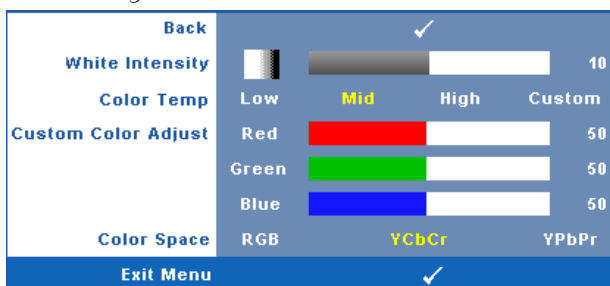 Back
White Intensity 10
Color Temp Low Mid High Custom
Custom Color Adjust Red 50
Green 50
Blue 50
Color Space RGB YCbCr YPbPr
Exit Menu